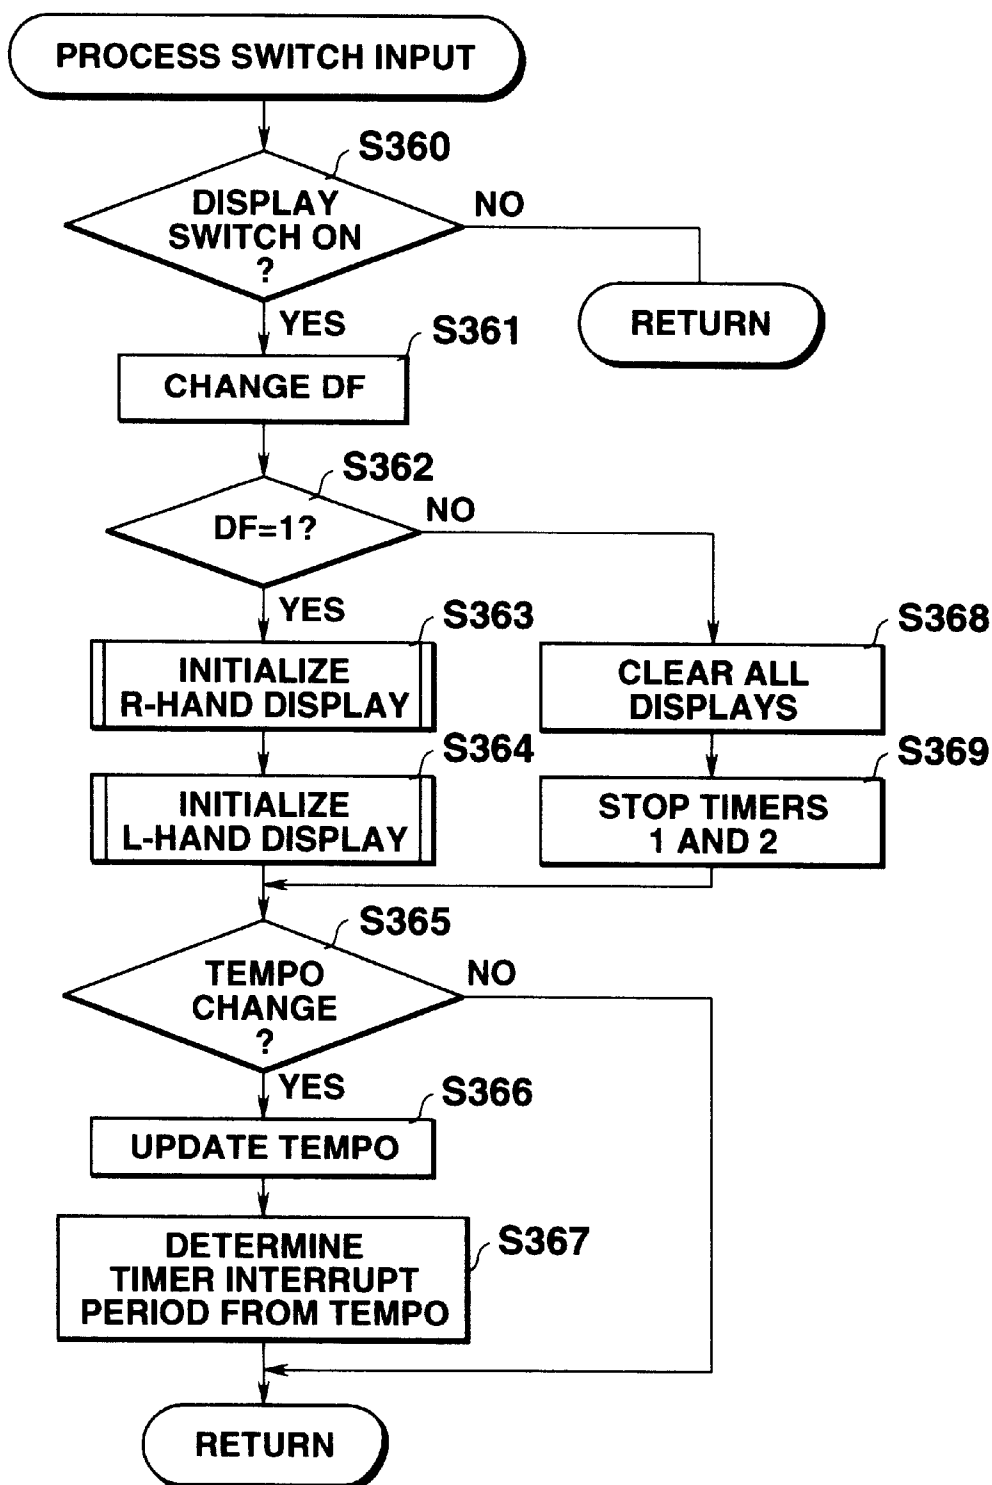 PROCESS SWITCH INPUT
S360
DISPLAY
SWITCH ON
?
NO
RETURN
YES
S361
CHANGE DF
S362
DF=1?
NO
YES
S363
INITIALIZE
R-HAND DISPLAY
S368
CLEAR ALL
DISPLAYS
S364
INITIALIZE
L-HAND DISPLAY
S369
STOP TIMERS
1 AND 2
S365
TEMPO
CHANGE
?
NO
YES
S366
UPDATE TEMPO
S367
DETERMINE
TIMER INTERRUPT
PERIOD FROM TEMPO
RETURN